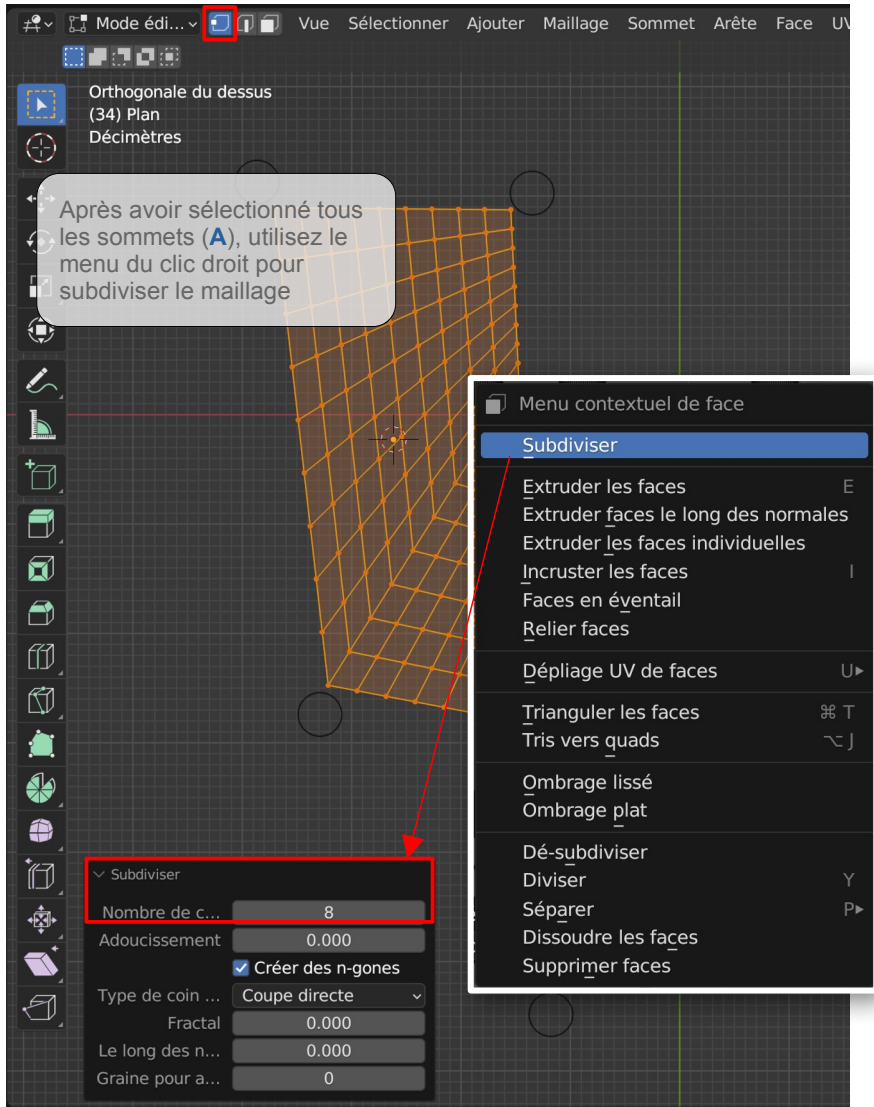 Mode édi...
Vue Sélectionner Ajouter Maillage Sommet Arête Face UV
Orthogonale du dessus
(34) Plan
Décimètres
Après avoir sélectionné tous
les sommets (A), utilisez le
menu du clic droit pour
subdiviser le maillage
Menu contextuel de face
Subdiviser
Extruder les faces E
Extruder faces le long des normales
Extruder les faces individuelles
Incruster les faces I
Faces en éventail
Relier faces
Dépliage UV de faces U▸
Trianguler les faces ⌘ T
Tris vers quads ⌥ J
Ombrage lissé
Ombrage plat
Dé-subdiviser
Diviser Y
Séparer P▸
Dissoudre les faces
Supprimer faces
Subdiviser
Nombre de c... 8
Adoucissement 0.000
Créer des n-gones
Type de coin ... Coupe directe
Fractal 0.000
Le long des n... 0.000
Graine pour a... 0